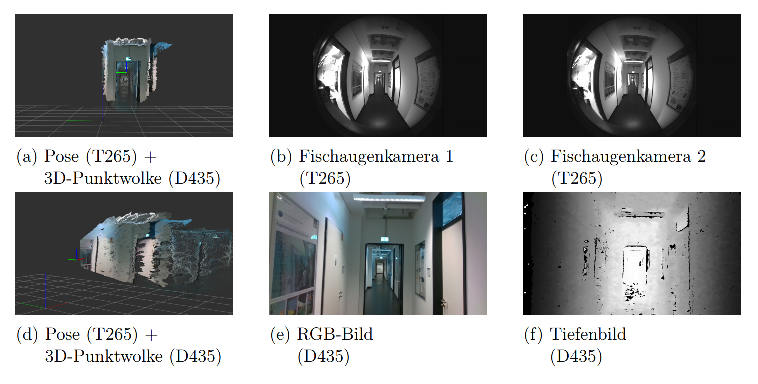 (a) Pose (T265) +
3D-Punktwolke (D435)
(b) Fischaugenkamera 1
(T265)
(c) Fischaugenkamera 2
(T265)
(d) Pose (T265) +
3D-Punktwolke (D435)
(e) RGB-Bild
(D435)
(f) Tiefenbild
(D435)